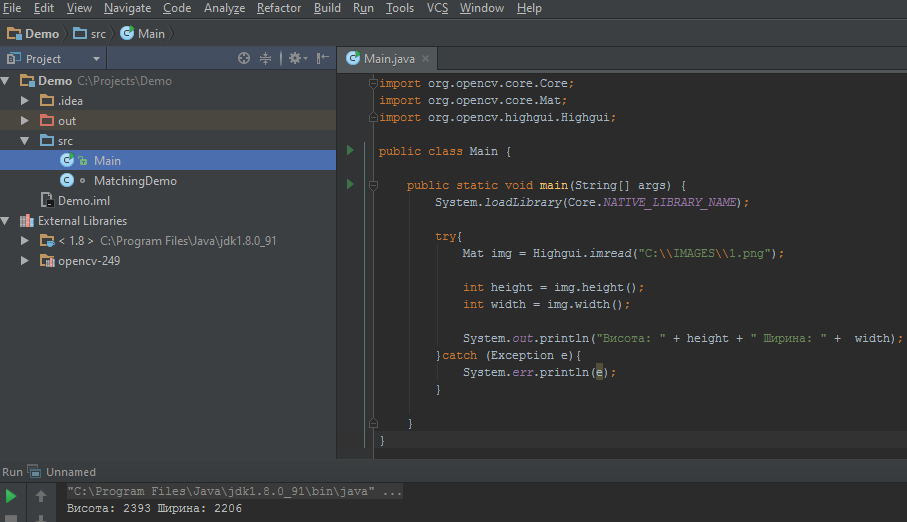 File Edit View Navigate Code Analyze Refactor Build Run Tools VCS Window Help
Demo src Main
Project
Main.java
Demo C:\Projects\Demo
.idea
out
src
Main
MatchingDemo
Demo.iml
External Libraries
< 1.8 > C:\Program Files\Java\jdk1.8.0_91
opencv-249
import org.opencv.core.Core;
import org.opencv.core.Mat;
import org.opencv.highgui.Highgui;
public class Main {
public static void main(String[] args) {
System.loadLibrary(Core.NATIVE_LIBRARY_NAME);
try{
Mat img = Highgui.imread("C:\\IMAGES\\1.png");
int height = img.height();
int width = img.width();
System.out.println("Висота: " + height + " Ширина: " + width);
}catch (Exception e){
System.err.println(e);
}
}
}
Run Unnamed
"C:\Program Files\Java\jdk1.8.0_91\bin\java" ...
Висота: 2393 Ширина: 2206